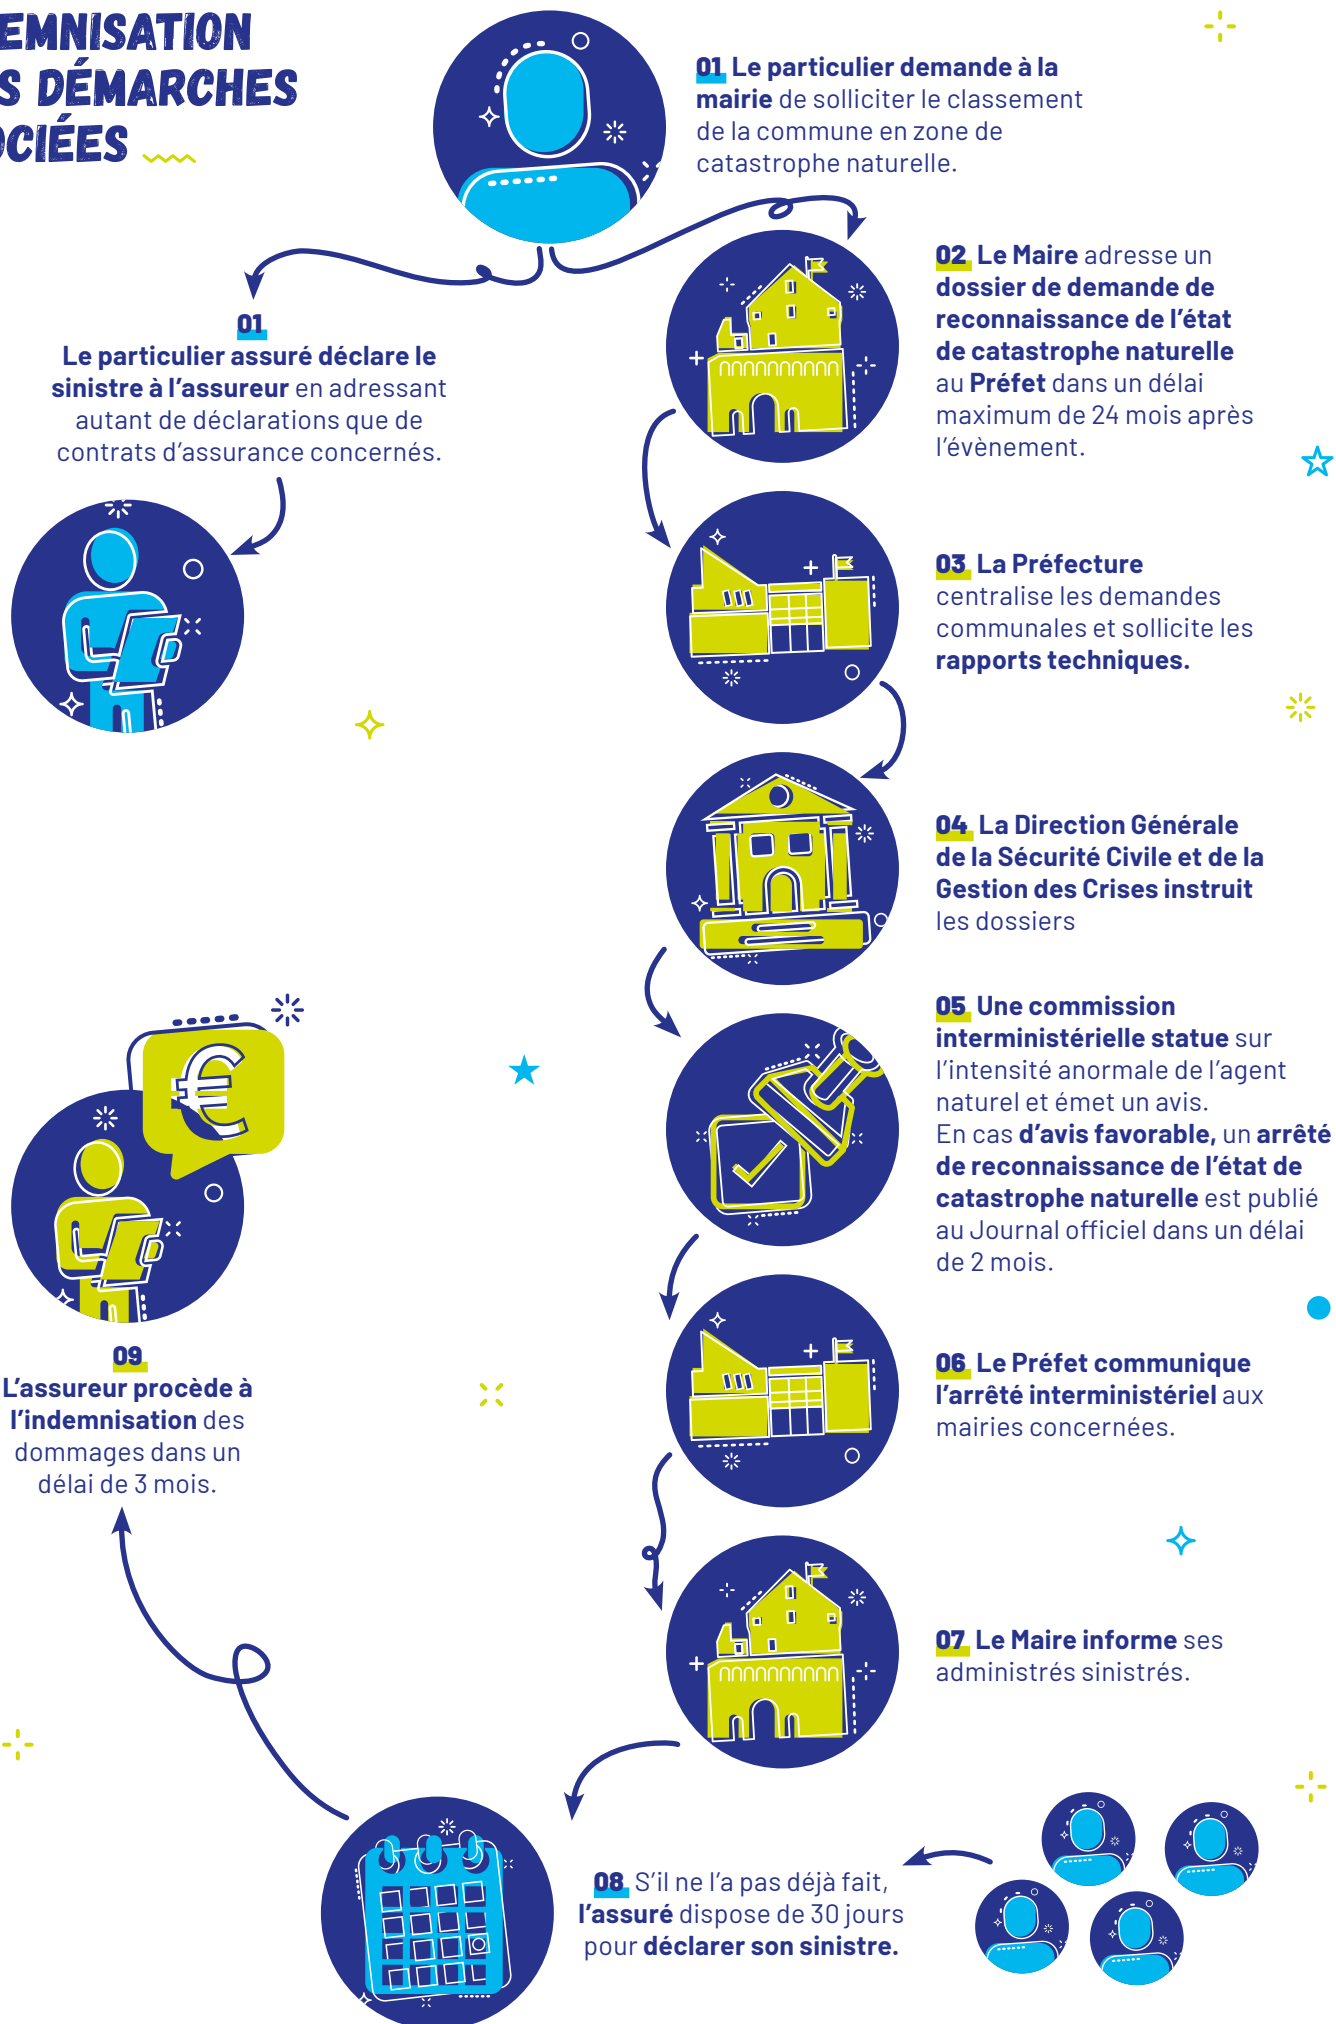 EMNISATION
S DÉMARCHES
OCIÉES
01 Le particulier demande à la
mairie de solliciter le classement
de la commune en zone de
catastrophe naturelle.
01
Le particulier assuré déclare le
sinistre à l’assureur en adressant
autant de déclarations que de
contrats d’assurance concernés.
02 Le Maire adresse un
dossier de demande de
reconnaissance de l’état
de catastrophe naturelle
au Préfet dans un délai
maximum de 24 mois après
l’évènement.
03 La Préfecture
centralise les demandes
communales et sollicite les
rapports techniques.
04 La Direction Générale
de la Sécurité Civile et de la
Gestion des Crises instruit
les dossiers
05 Une commission
interministérielle statue sur
l’intensité anormale de l’agent
naturel et émet un avis.
En cas d’avis favorable, un arrêté
de reconnaissance de l’état de
catastrophe naturelle est publié
au Journal officiel dans un délai
de 2 mois.
06 Le Préfet communique
l’arrêté interministériel aux
mairies concernées.
07 Le Maire informe ses
administrés sinistrés.
08 S’il ne l’a pas déjà fait,
l’assuré dispose de 30 jours
pour déclarer son sinistre.
€
09
L’assureur procède à
l’indemnisation des
dommages dans un
délai de 3 mois.